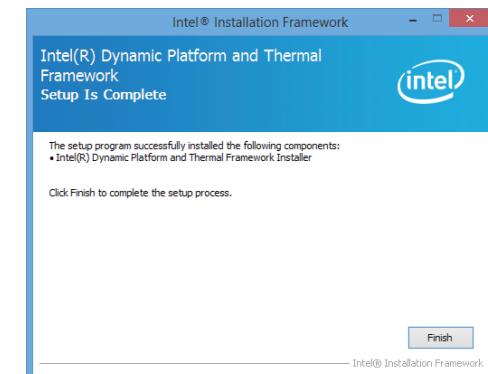 Intel® Installation Framework
Intel(R) Dynamic Platform and Thermal
Framework
Setup Is Complete
intel
The setup program successfully installed the following components:
• Intel(R) Dynamic Platform and Thermal Framework Installer
Click Finish to complete the setup process.
Finish
Intel® Installation Framework